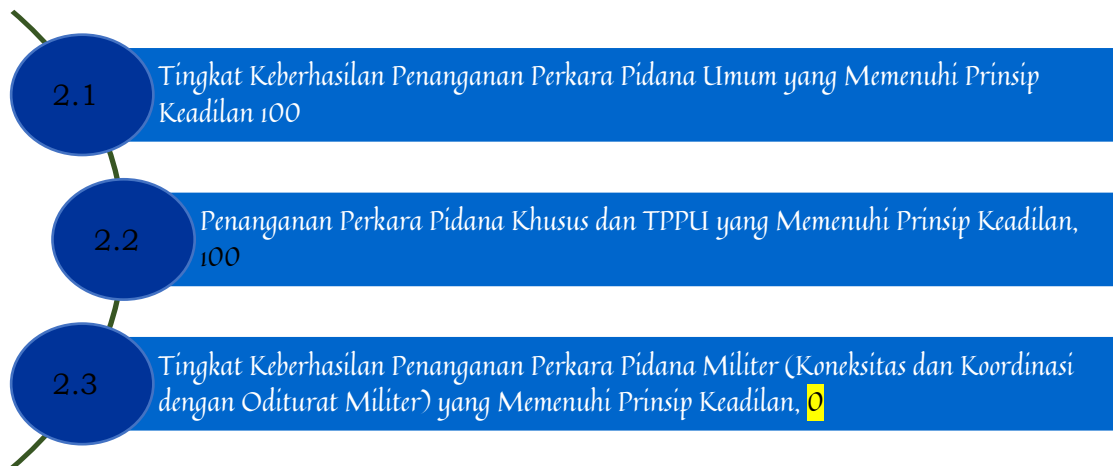 2.1
Tingkat Keberhasilan Penanganan Perkara Pidana Umum yang Memenuhi Prinsip
Keadilan 100
2.2
Penanganan Perkara Pidana Khusus dan TPPU yang Memenuhi Prinsip Keadilan,
100
2.3
Tingkat Keberhasilan Penanganan Perkara Pidana Militer (Koneksitas dan Koordinasi
dengan Oditurat Militer) yang Memenuhi Prinsip Keadilan, 0